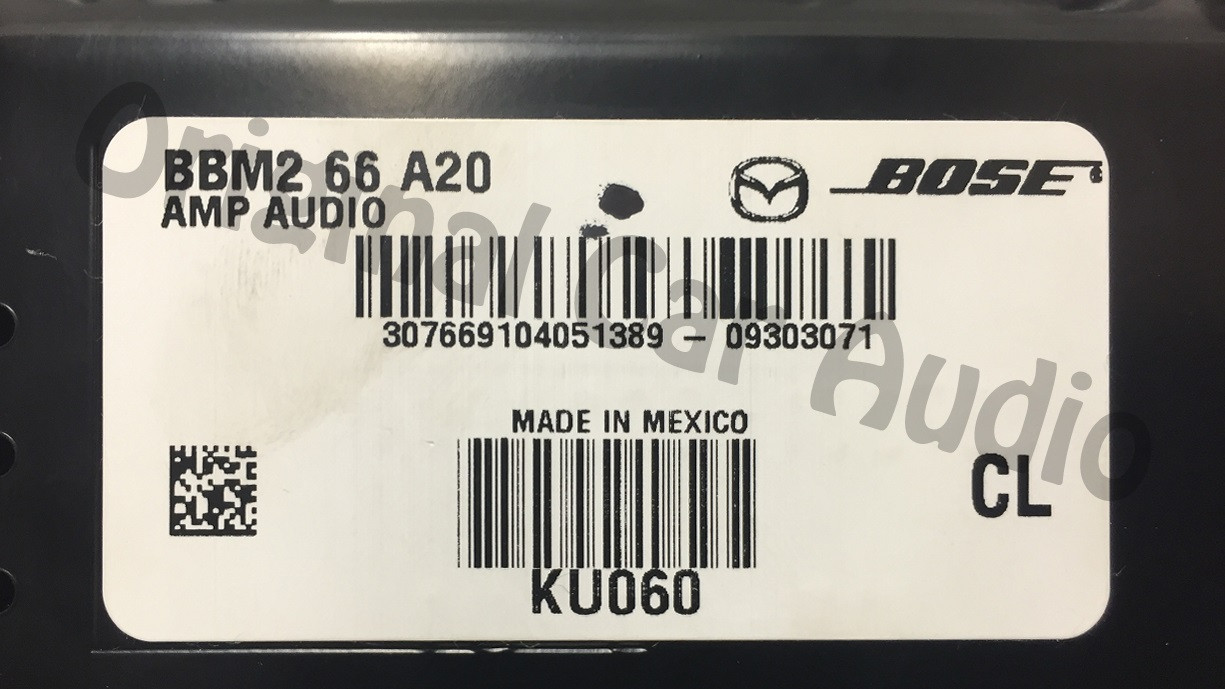 BBM2 66 A20
AMP AUDIO
BOSE
307669104051389 - 09303071
MADE IN MEXICO
KU060
CL
Original Car Audio